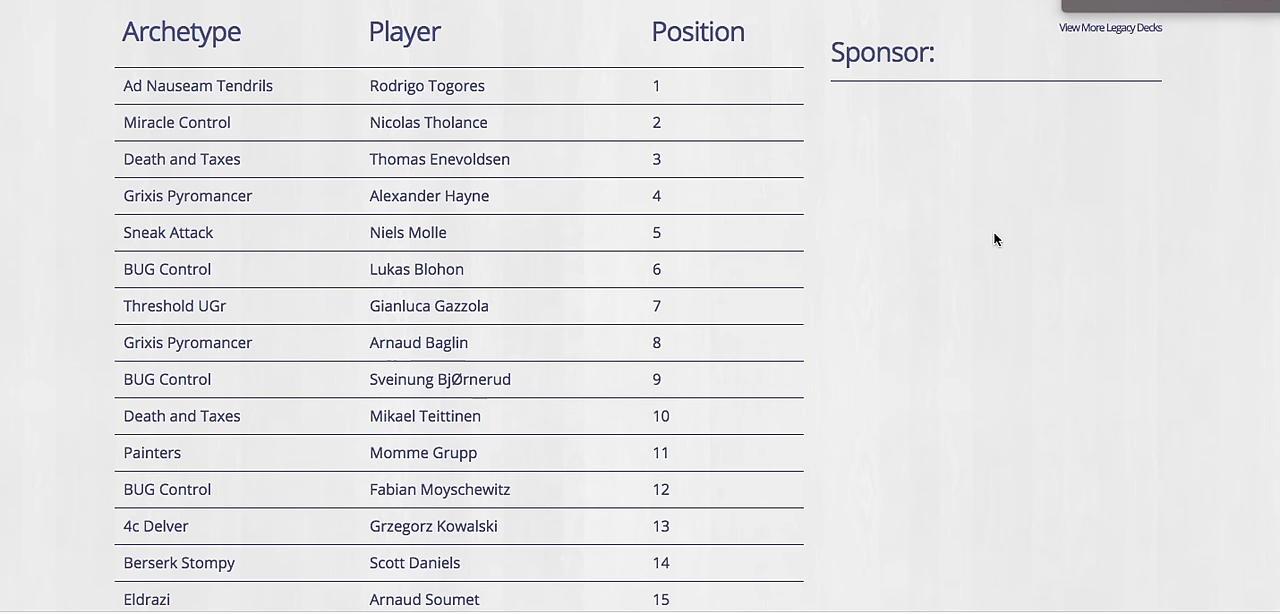 Archetype Player Position
Ad Nauseam Tendrils Rodrigo Togores 1
Miracle Control Nicolas Tholance 2
Death and Taxes Thomas Enevoldsen 3
Grixis Pyromancer Alexander Hayne 4
Sneak Attack Niels Molle 5
BUG Control Lukas Blohon 6
Threshold UGr Gianluca Gazzola 7
Grixis Pyromancer Arnaud Baglin 8
BUG Control Sveinung BjØrnerud 9
Death and Taxes Mikael Teittinen 10
Painters Momme Grupp 11
BUG Control Fabian Moyschewitz 12
4c Delver Grzegorz Kowalski 13
Berserk Stompy Scott Daniels 14
Eldrazi Arnaud Soumet 15
View More Legacy Decks
Sponsor: